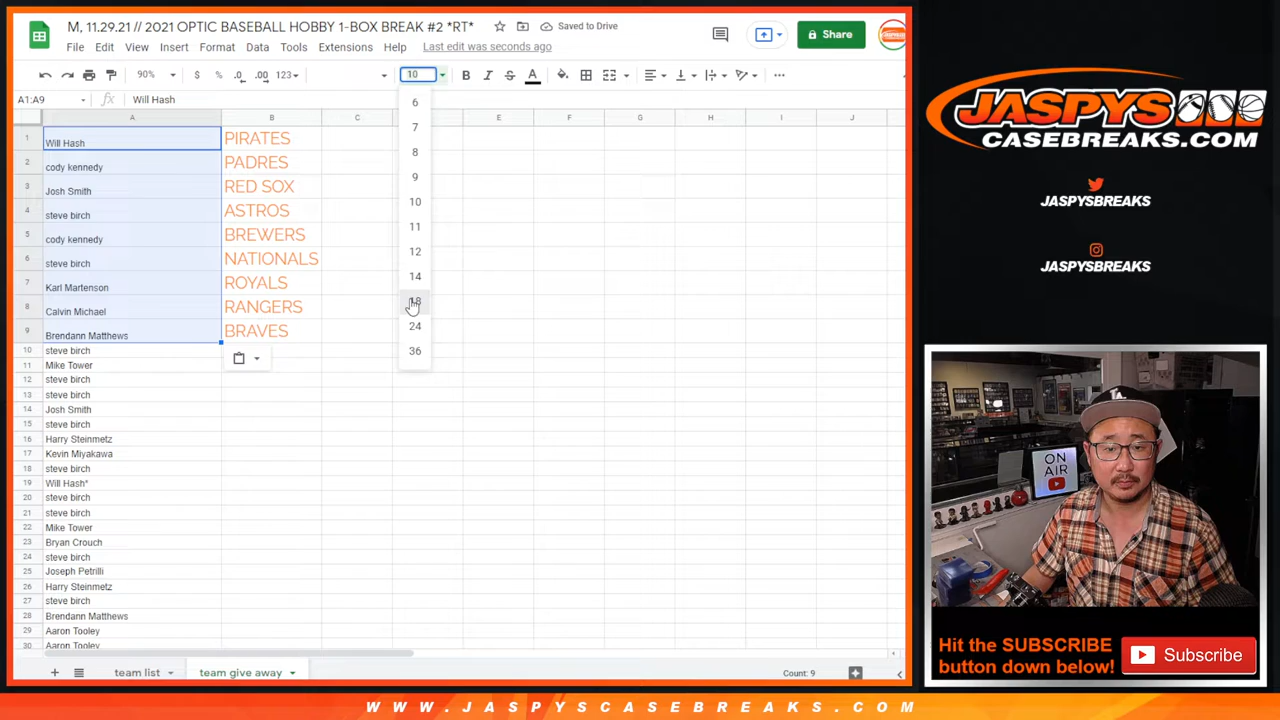 M, 11.29.21 // 2021 OPTIC BASEBALL HOBBY 1-BOX BREAK #2 *RT*
Saved to Drive
File Edit View Insert Format Data Tools Extensions Help Last edit was seconds ago
Share
90% $ % .0 .00 123 10 B I S A
A1:A9 fx Will Hash
A B C E F G H I J
1 Will Hash PIRATES
2 cody kennedy PADRES
3 Josh Smith RED SOX
4 steve birch ASTROS
5 cody kennedy BREWERS
6 steve birch NATIONALS
7 Karl Martenson ROYALS
8 Calvin Michael RANGERS
9 Brendann Matthews BRAVES
10 steve birch
11 Mike Tower
12 steve birch
13 steve birch
14 Josh Smith
15 steve birch
16 Harry Steinmetz
17 Kevin Miyakawa
18 steve birch
19 Will Hash*
20 steve birch
21 steve birch
22 Mike Tower
23 Bryan Crouch
24 steve birch
25 Joseph Petrilli
26 Harry Steinmetz
27 steve birch
28 Brendann Matthews
29 Aaron Tooley
30 Aaron Tooley
6
7
8
9
10
11
12
14
18
24
36
team list
team give away
Count: 9
JASPYS
CASEBREAKS.COM
JASPYSBREAKS
JASPYSBREAKS
ON
AIR
Hit the SUBSCRIBE
button down below!
Subscribe
WWW.JASPYSCASEBREAKS.COM